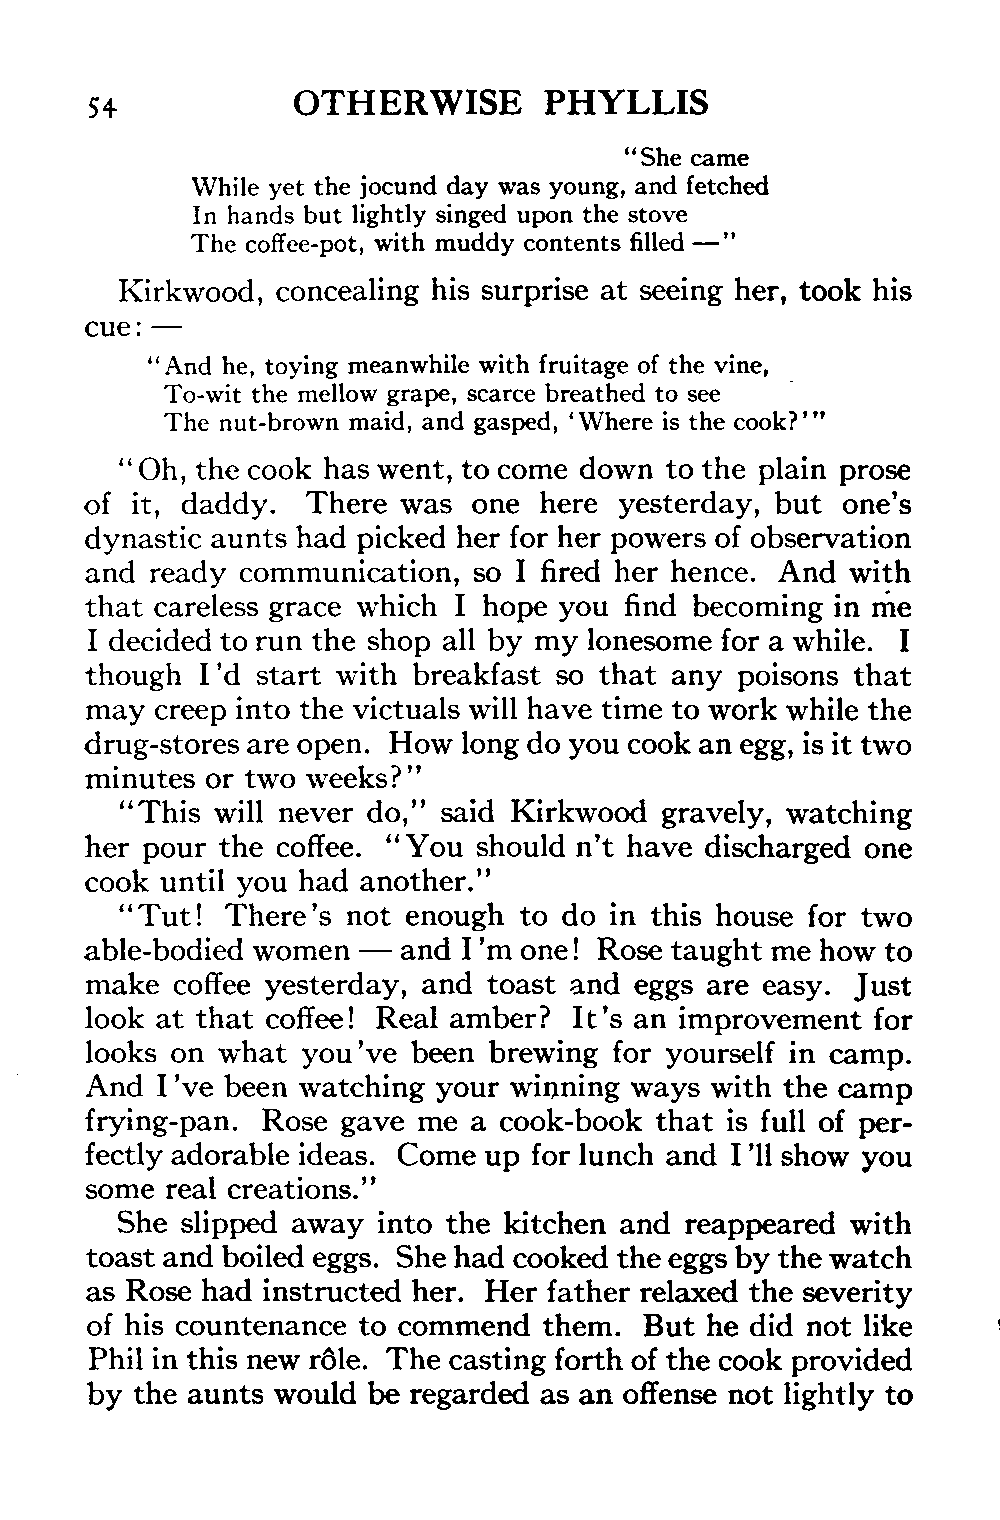 54 OTHERWISE PHYLLIS
"She came
While yet the jocund day was young, and fetched
In hands but lightly singed upon the stove
The coffee-pot, with muddy contents filled —"
Kirkwood, concealing his surprise at seeing her, took his
cue: —
"And he, toying meanwhile with fruitage of the vine,
To-wit the mellow grape, scarce breathed to see
The nut-brown maid, and gasped, 'Where is the cook?'"
"Oh, the cook has went, to come down to the plain prose
of it, daddy. There was one here yesterday, but one's
dynastic aunts had picked her for her powers of observation
and ready communication, so I fired her hence. And with
that careless grace which I hope you find becoming in me
I decided to run the shop all by my lonesome for a while. I
though I'd start with breakfast so that any poisons that
may creep into the victuals will have time to work while the
drug-stores are open. How long do you cook an egg, is it two
minutes or two weeks?"
"This will never do," said Kirkwood gravely, watching
her pour the coffee. "You should n't have discharged one
cook until you had another."
"Tut! There's not enough to do in this house for two
able-bodied women — and I'm one! Rose taught me how to
make coffee yesterday, and toast and eggs are easy. Just
look at that coffee! Real amber? It's an improvement for
looks on what you've been brewing for yourself in camp.
And I've been watching your winning ways with the camp
frying-pan. Rose gave me a cook-book that is full of per-
fectly adorable ideas. Come up for lunch and I'll show you
some real creations."
She slipped away into the kitchen and reappeared with
toast and boiled eggs. She had cooked the eggs by the watch
as Rose had instructed her. Her father relaxed the severity
of his countenance to commend them. But he did not like
Phil in this new rôle. The casting forth of the cook provided
by the aunts would be regarded as an offense not lightly to